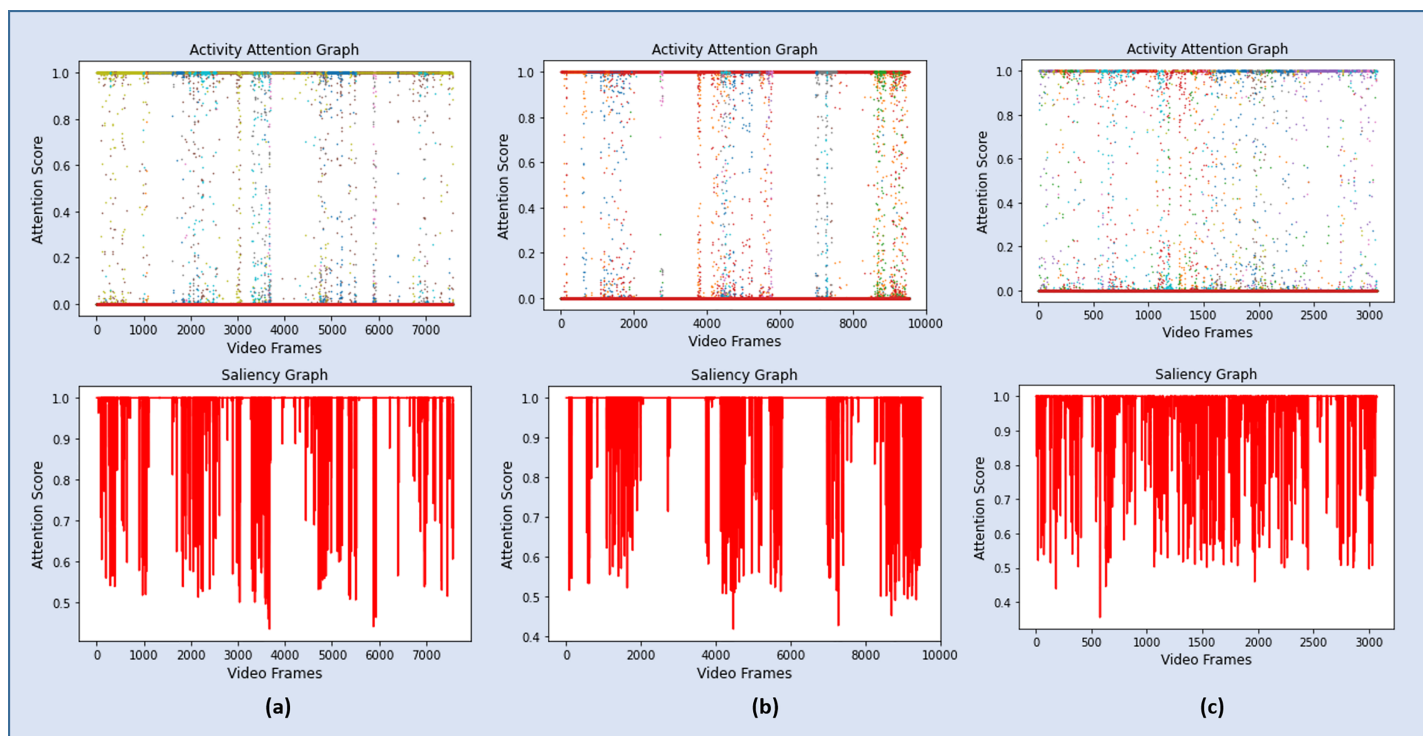 Activity Attention Graph
Activity Attention Graph
Activity Attention Graph
Attention Score
1.0
0.8
0.6
0.4
0.2
0.0
0 1000 2000 3000 4000 5000 6000 7000
Video Frames
Attention Score
1.0
0.8
0.6
0.4
0.2
0.0
0 2000 4000 6000 8000 10000
Video Frames
Attention Score
1.0
0.8
0.6
0.4
0.2
0.0
0 500 1000 1500 2000 2500 3000
Video Frames
Saliency Graph
Saliency Graph
Saliency Graph
Attention Score
1.0
0.9
0.8
0.7
0.6
0.5
0 1000 2000 3000 4000 5000 6000 7000
Video Frames
Attention Score
1.0
0.9
0.8
0.7
0.6
0.5
0.4
0 2000 4000 6000 8000 10000
Video Frames
Attention Score
1.0
0.9
0.8
0.7
0.6
0.5
0.4
0 500 1000 1500 2000 2500 3000
Video Frames
(a)
(b)
(c)